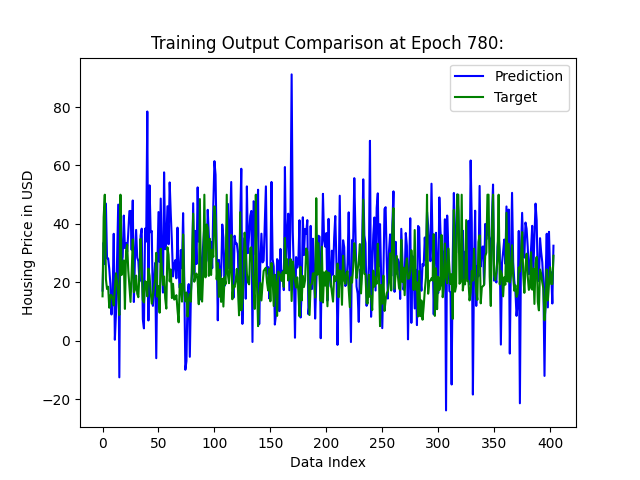 Training Output Comparison at Epoch 780:
Prediction
Target
Housing Price in USD
80
60
40
20
0
−20
0 50 100 150 200 250 300 350 400
Data Index